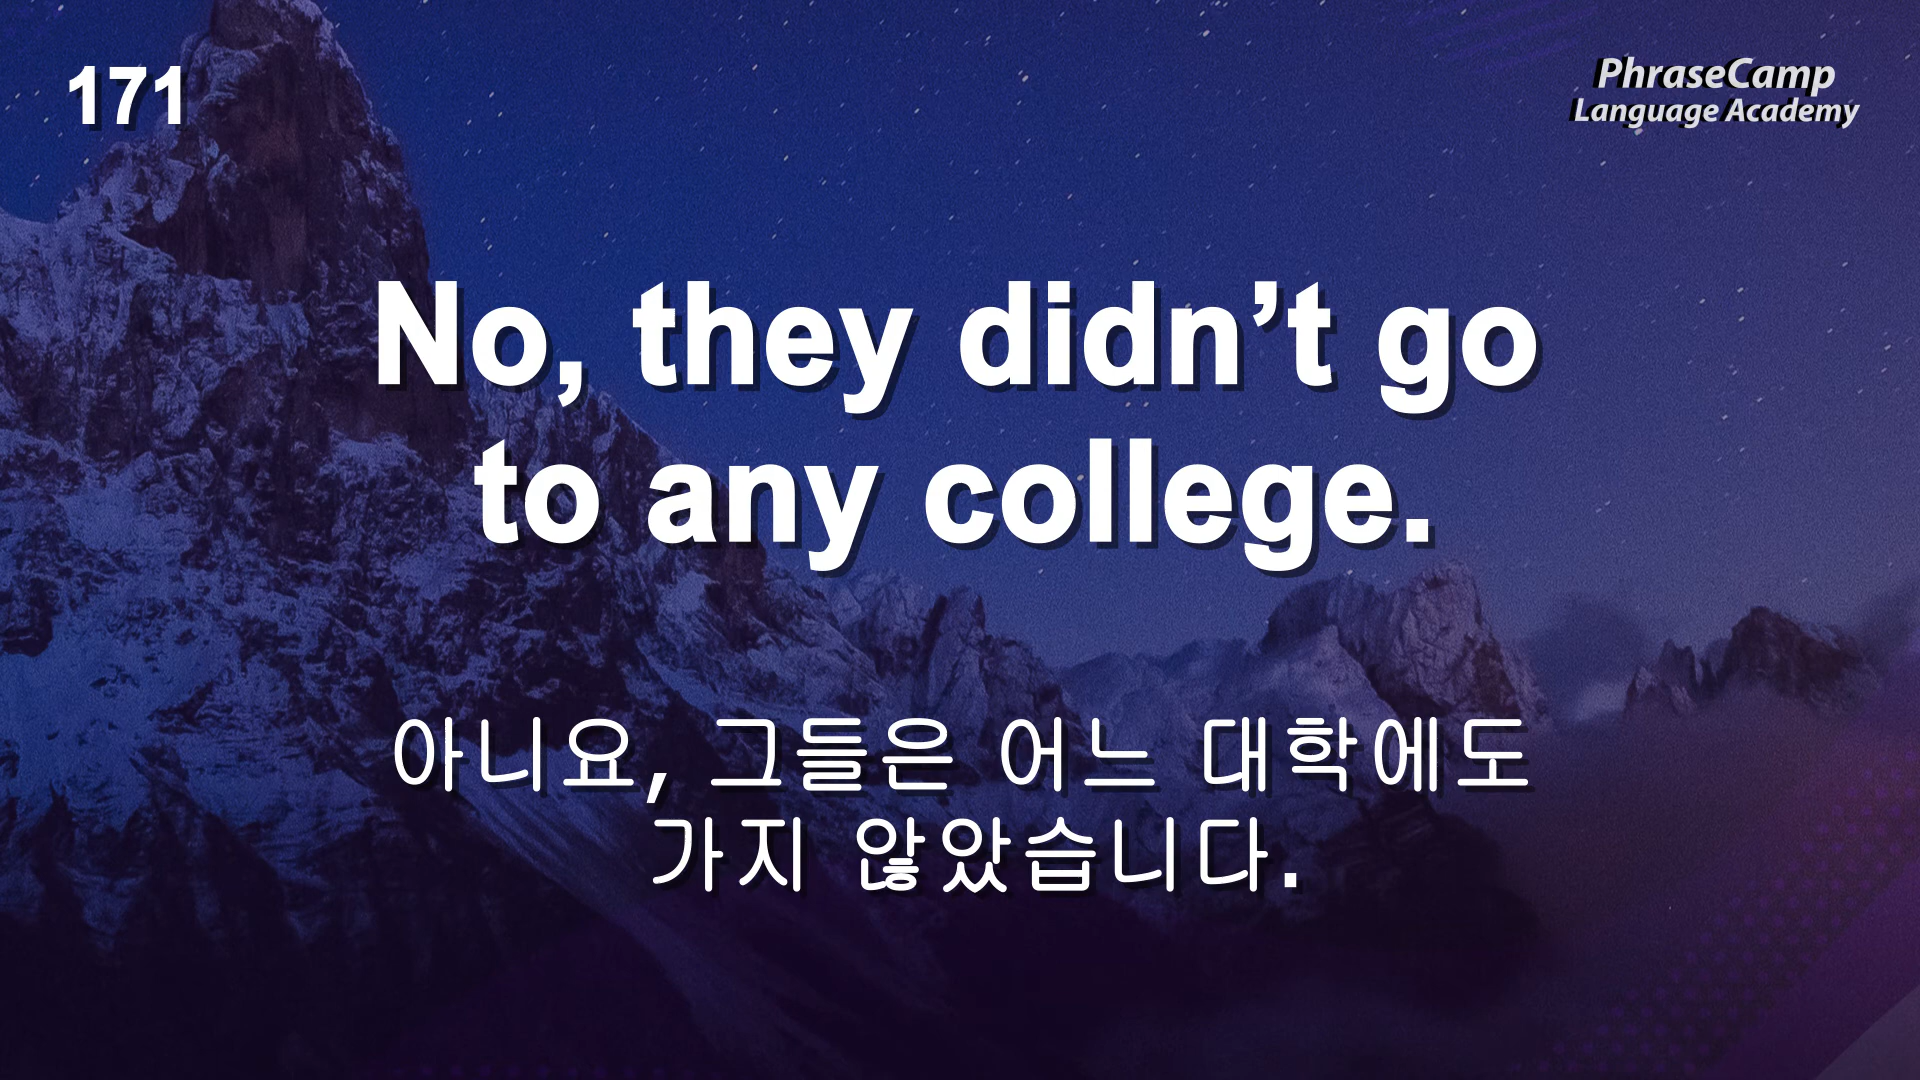 171
PhraseCamp
Language Academy
No, they didn’t go
to any college.
아니요, 그들은 어느 대학에도
가지 않았습니다.